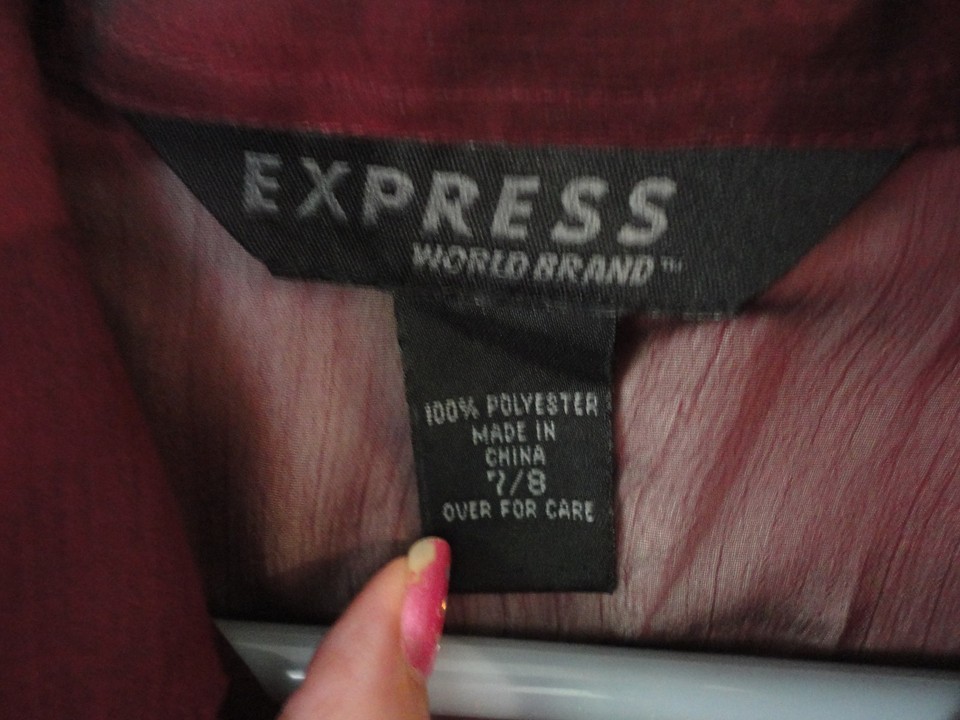 EXPRESS
WORLD BRAND™
100% POLYESTER
MADE IN
CHINA
7/8
OVER FOR CARE